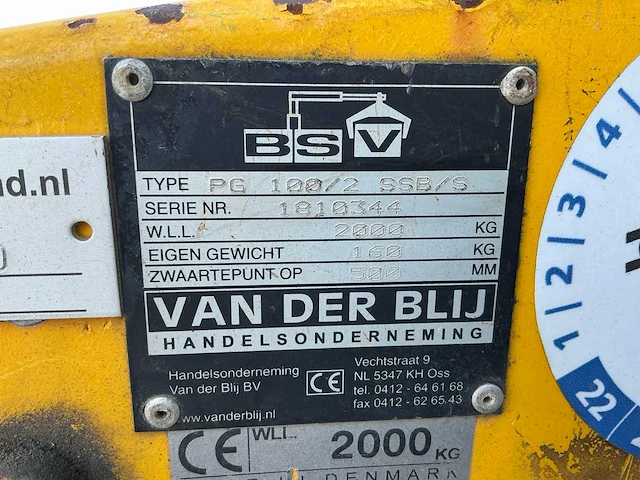 BSV
TYPE PG 100/2 SSB/S
SERIE NR. 1810344
W.L.L. 2000 KG
EIGEN GEWICHT 160 KG
ZWAARTEPUNT OP 500 MM
VAN DER BLIJ
HANDELSONDERNEMING
Handelsonderneming
Van der Blij BV
www.vanderblij.nl
CE
Vechtstraat 9
NL 5347 KH Oss
tel. 0412 - 64 61 68
fax 0412 - 62 65.43
CE WLL. 2000 KG
DENMARK
d.nl
1/2/3/4/
22